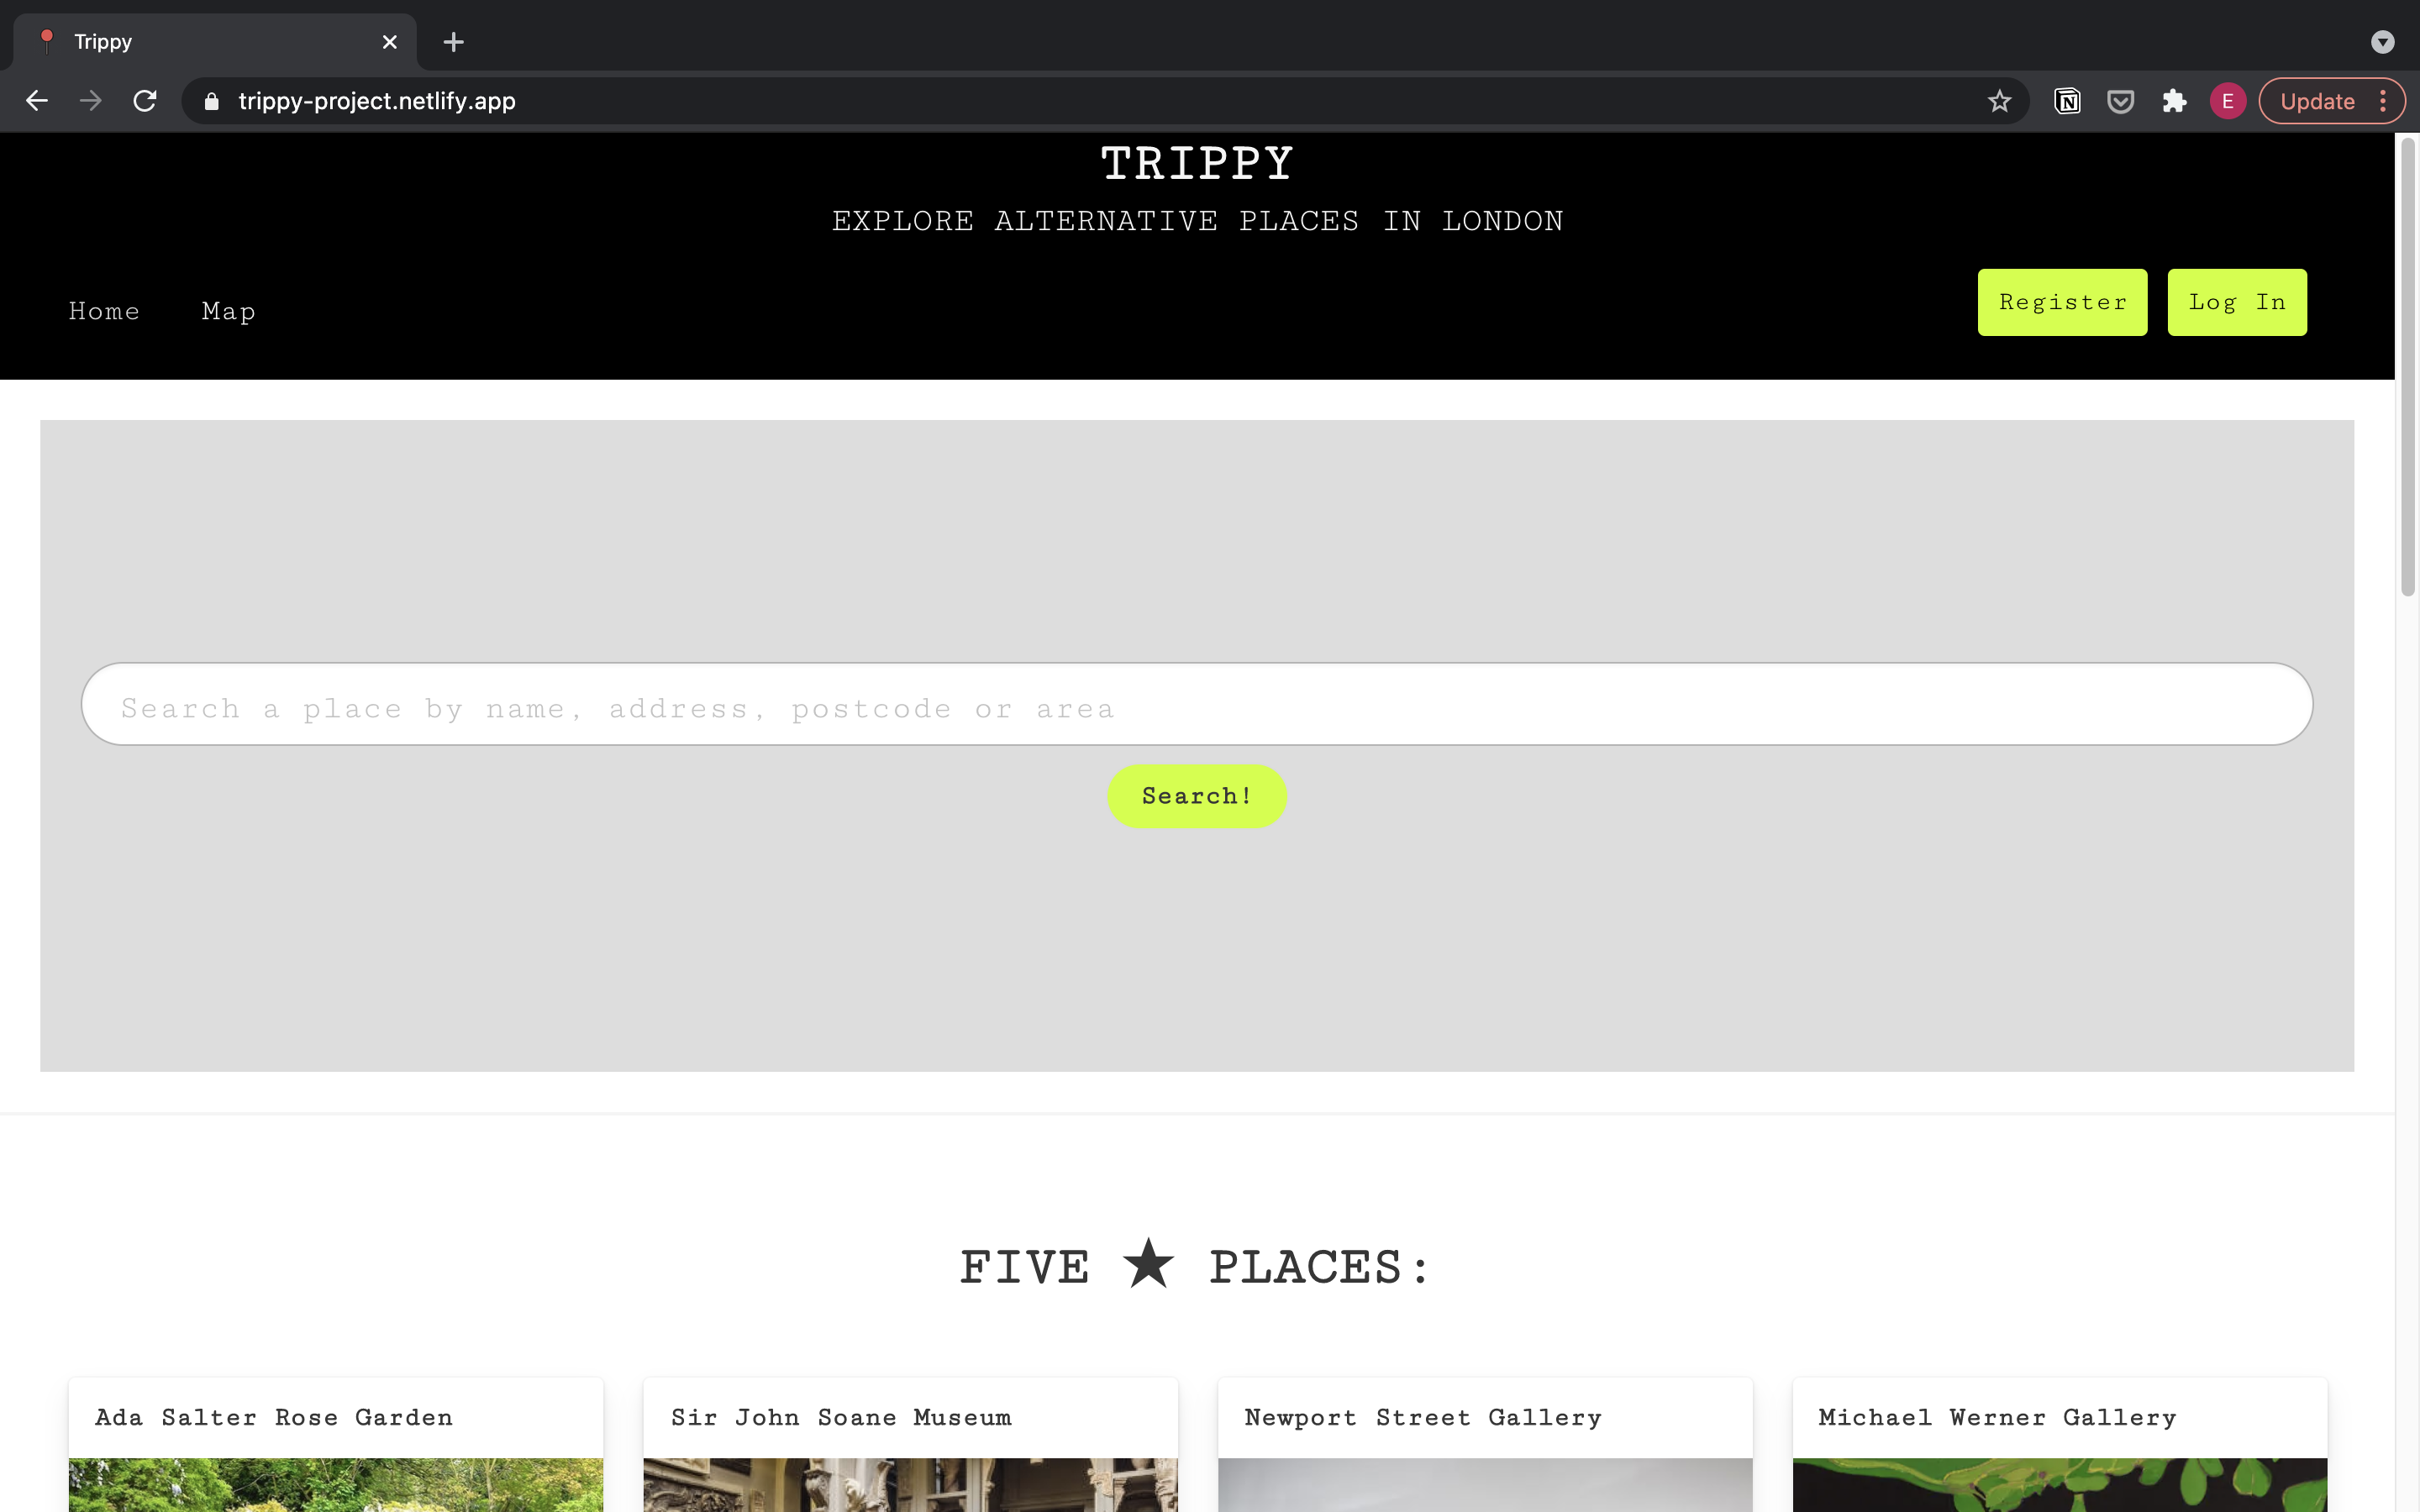 Trippy
trippy-project.netlify.app
E
Update
TRIPPY
EXPLORE ALTERNATIVE PLACES IN LONDON
Home Map
Register Log In
Search a place by name, address, postcode or area
Search!
FIVE ★ PLACES:
Ada Salter Rose Garden
Sir John Soane Museum
Newport Street Gallery
Michael Werner Gallery